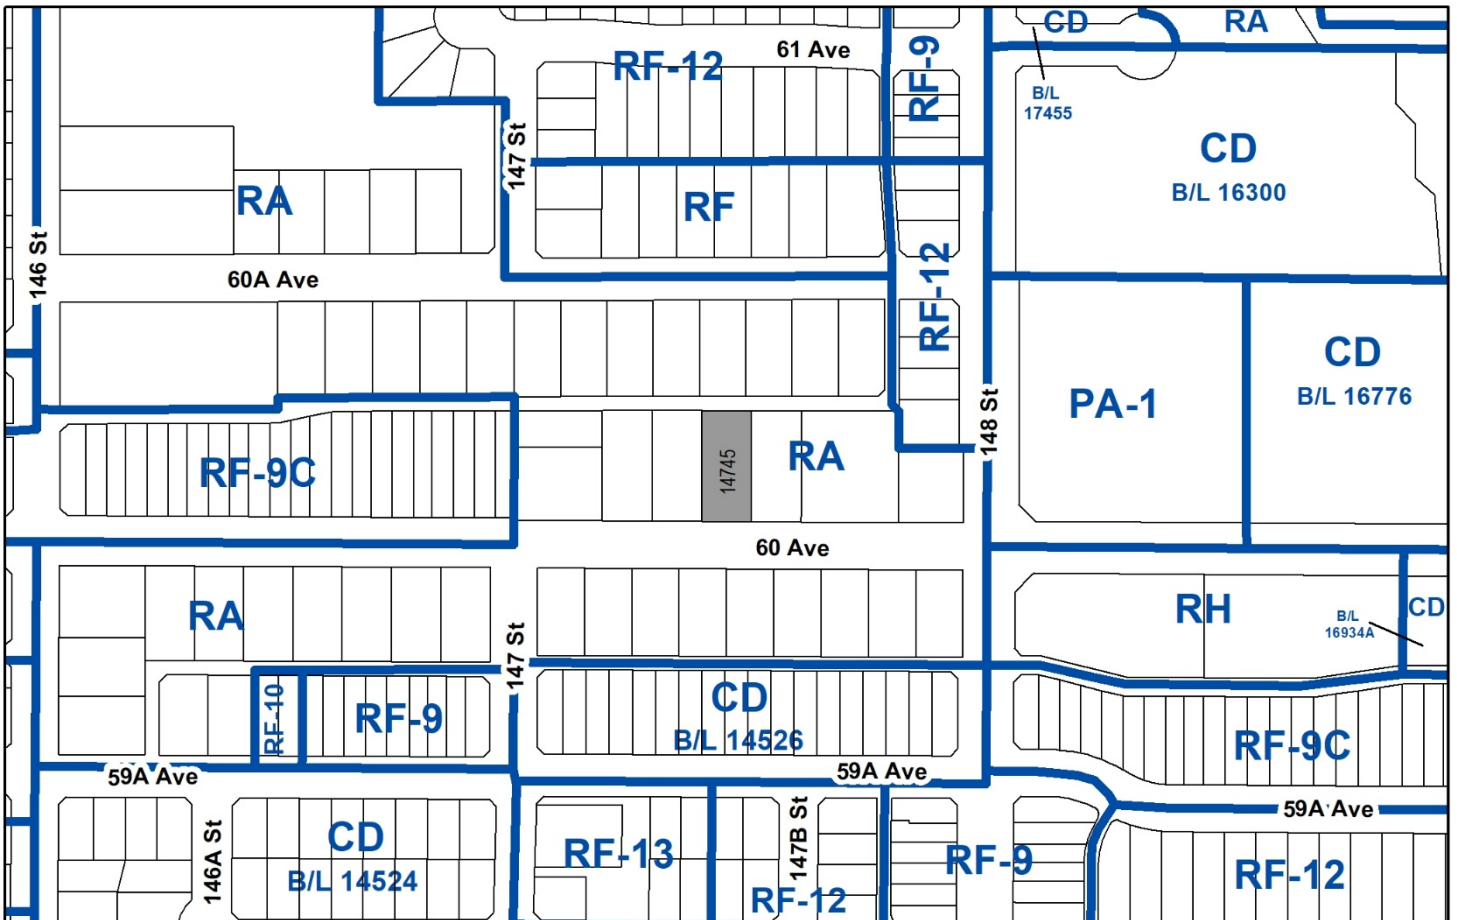 CD
RA
61 Ave
RF-12
RF-9
B/L
17455
CD
B/L 16300
147 St
RA
RF
146 St
60A Ave
RF-12
CD
B/L 16776
PA-1
148 St
RF-9C
14745
RA
60 Ave
RA
RH
B/L
16934A
CD
147 St
RF-10
RF-9
CD
B/L 14526
RF-9C
59A Ave
59A Ave
59A Ave
146A St
CD
B/L 14524
RF-13
147B St
RF-12
RF-9
RF-12